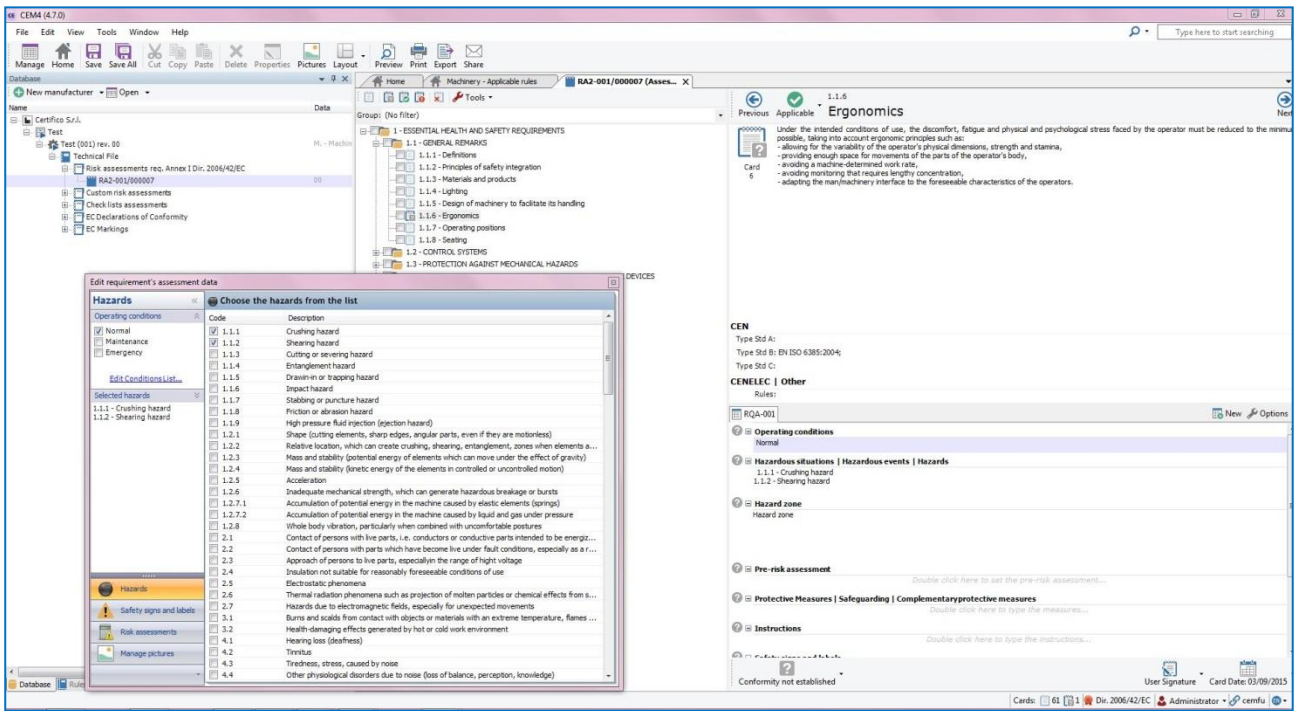 CEM4 (4.7.0)
File Edit View Tools Window Help
Type here to start searching
Manage Home Save Save All Cut Copy Paste Delete Properties Pictures Layout Preview Print Export Share
Database
New manufacturer Open
Name Data
Certifico S.r.l.
Test
Test (001) rev. 00 M. - Machin
Technical File
Risk assessments req. Annex I Dir. 2006/42/EC
RA2-001/000007 00
Custom risk assessments
Check lists assessments
EC Declarations of Conformity
EC Markings
Home Machinery - Applicable rules RA2-001/000007 (Asses... X
Tools
Group: (No filter)
1 - ESSENTIAL HEALTH AND SAFETY REQUIREMENTS
1.1 - GENERAL REMARKS
1.1.1 - Definitions
1.1.2 - Principles of safety integration
1.1.3 - Materials and products
1.1.4 - Lighting
1.1.5 - Design of machinery to facilitate its handling
1.1.6 - Ergonomics
1.1.7 - Operating positions
1.1.8 - Seating
1.2 - CONTROL SYSTEMS
1.3 - PROTECTION AGAINST MECHANICAL HAZARDS
DEVICES
Previous Applicable
1.1.6
Ergonomics
Next
Card
6
Under the intended conditions of use, the discomfort, fatigue and physical and psychological stress faced by the operator must be reduced to the minimu
possible, taking into account ergonomic principles such as:
- allowing for the variability of the operator's physical dimensions, strength and stamina,
- providing enough space for movements of the parts of the operator's body,
- avoiding a machine-determined work rate,
- avoiding monitoring that requires lengthy concentration,
- adapting the man/machinery interface to the foreseeable characteristics of the operators.
CEN
Type Std A:
Type Std B: EN ISO 6385:2004;
Type Std C:
CENELEC | Other
Rules:
RQA-001 New Options
Operating conditions
Normal
Hazardous situations | Hazardous events | Hazards
1.1.1 - Crushing hazard
1.1.2 - Shearing hazard
Hazard zone
Hazard zone
Pre-risk assessment
Double click here to set the pre-risk assessment...
Protective Measures | Safeguarding | Complementaryprotective measures
Double click here to type the measures...
Instructions
Double click here to type the instructions...
Safety signs and labels
Conformity not established
User Signature Card Date: 03/09/2015
Edit requirement's assessment data
Hazards
Operating conditions
Normal
Maintenance
Emergency
Edit Conditions List...
Selected hazards
1.1.1 - Crushing hazard
1.1.2 - Shearing hazard
Hazards
Safety signs and labels
Risk assessments
Manage pictures
Choose the hazards from the list
Code Description
1.1.1 Crushing hazard
1.1.2 Shearing hazard
1.1.3 Cutting or severing hazard
1.1.4 Entanglement hazard
1.1.5 Drawn-in or trapping hazard
1.1.6 Impact hazard
1.1.7 Stabbing or puncture hazard
1.1.8 Friction or abrasion hazard
1.1.9 High pressure fluid injection (ejection hazard)
1.2.1 Shape (cutting elements, sharp edges, angular parts, even if they are motionless)
1.2.2 Relative location, which can create crushing, shearing, entanglement, zones when elements a...
1.2.3 Mass and stability (potential energy of elements which can move under the effect of gravity)
1.2.4 Mass and stability (kinetic energy of the elements in controlled or uncontrolled motion)
1.2.5 Acceleration
1.2.6 Inadequate mechanical strength, which can generate hazardous breakage or bursts
1.2.7.1 Accumulation of potential energy in the machine caused by elastic elements (springs)
1.2.7.2 Accumulation of potential energy in the machine caused by liquid and gas under pressure
1.2.8 Whole body vibration, particularly when combined with uncomfortable postures
2.1 Contact of persons with live parts, i.e. conductors or conductive parts intended to be energiz...
2.2 Contact of persons with parts which have become live under fault conditions, especially as a r...
2.3 Approach of persons to live parts, especiallyin the range of hight voltage
2.4 Insulation not suitable for reasonably foreseeable conditions of use
2.5 Electrostatic phenomena
2.6 Thermal radiation phenomena such as projection of molten particles or chemical effects from s...
2.7 Hazards due to electromagnetic fields, especially for unexpected movements
3.1 Burns and scalds from contact with objects or materials with an extreme temperature, flames ...
3.2 Health-damaging effects generated by hot or cold work environment
4.1 Hearing loss (deafness)
4.2 Tinnitus
4.3 Tiredness, stress, caused by noise
4.4 Other physiological disorders due to noise (loss of balance, perception, knowledge)
Database Rule
Cards: 61 1 Dir. 2006/42/EC Administrator cemfu